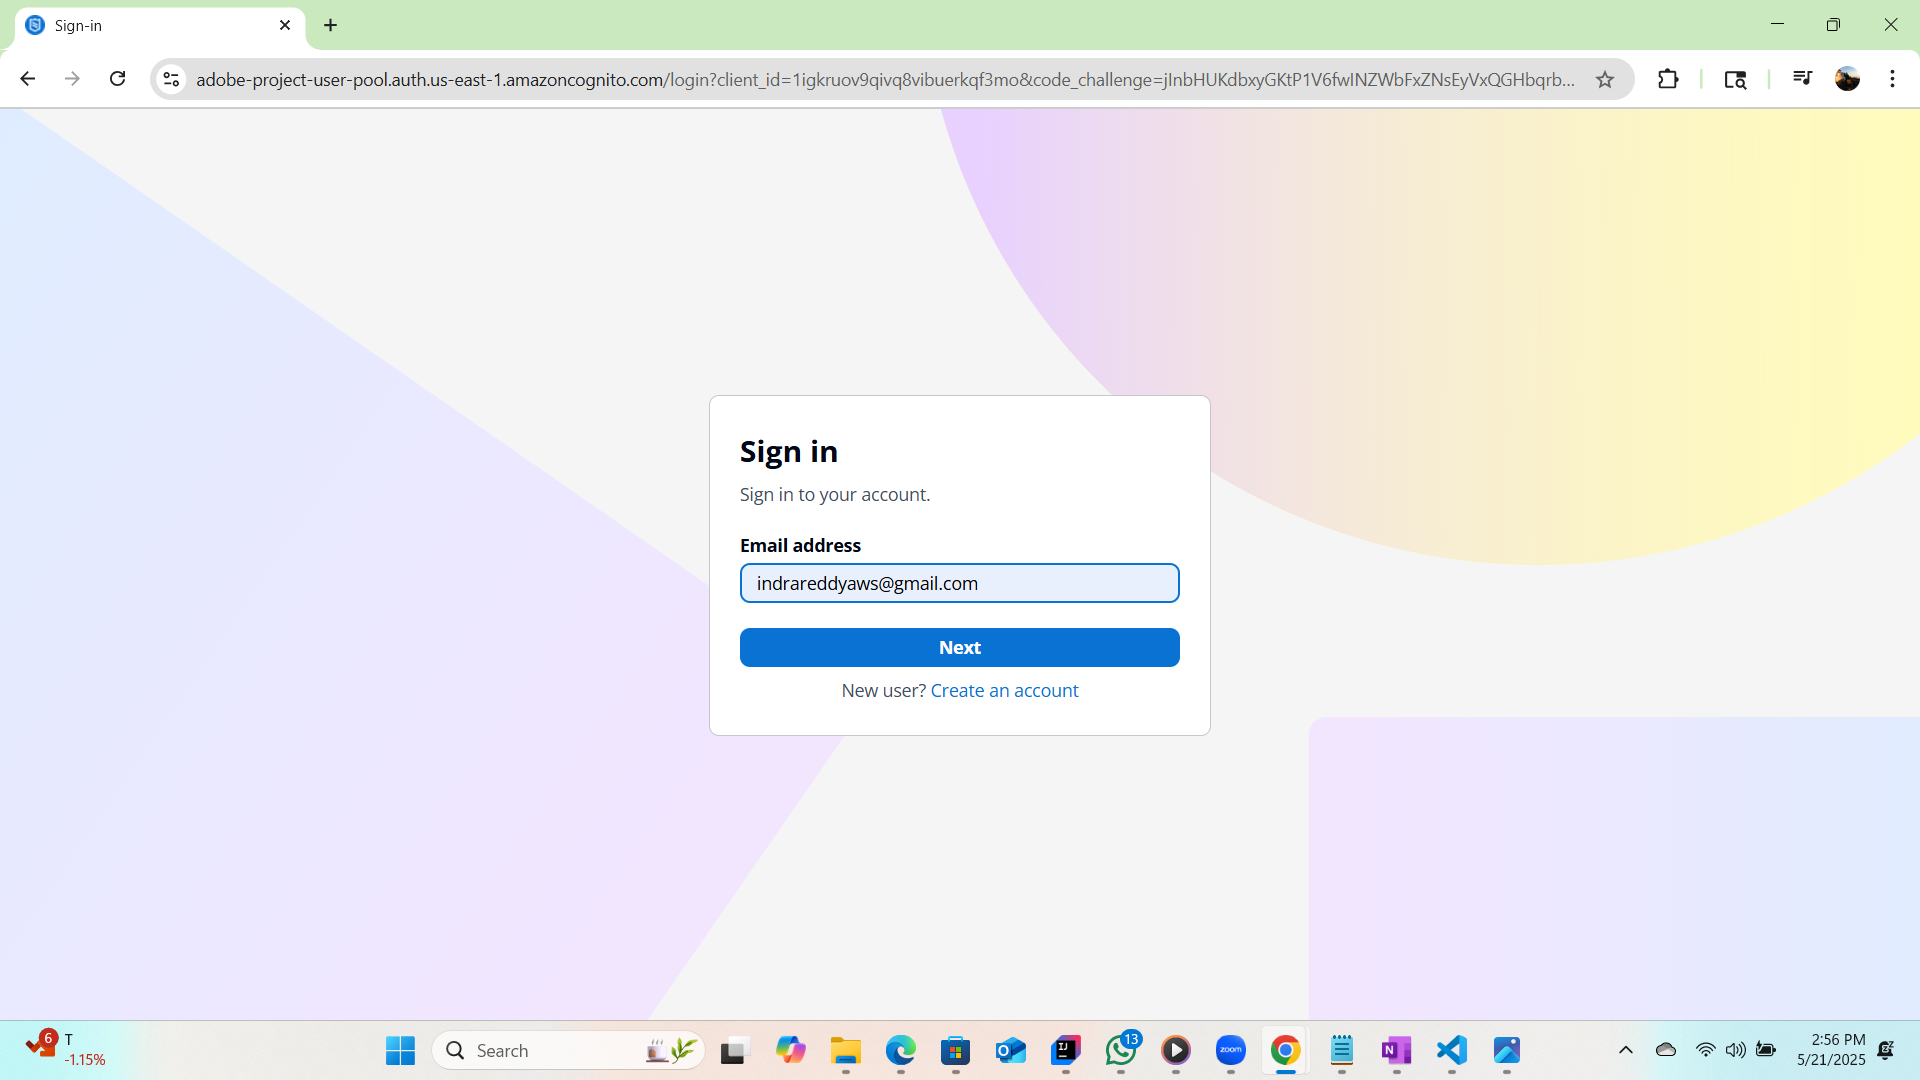 Sign-in
adobe-project-user-pool.auth.us-east-1.amazoncognito.com/login?client_id=1igkruov9qivq8vibuerkqf3mo&code_challenge=jInbHUKdbxyGKtP1V6fwINZWbFxZNsEyVxQGHbqrb...
Sign in
Sign in to your account.
Email address
indrareddyaws@gmail.com
Next
New user? Create an account
6
T
-1.15%
Search
13
zoom
2:56 PM
5/21/2025